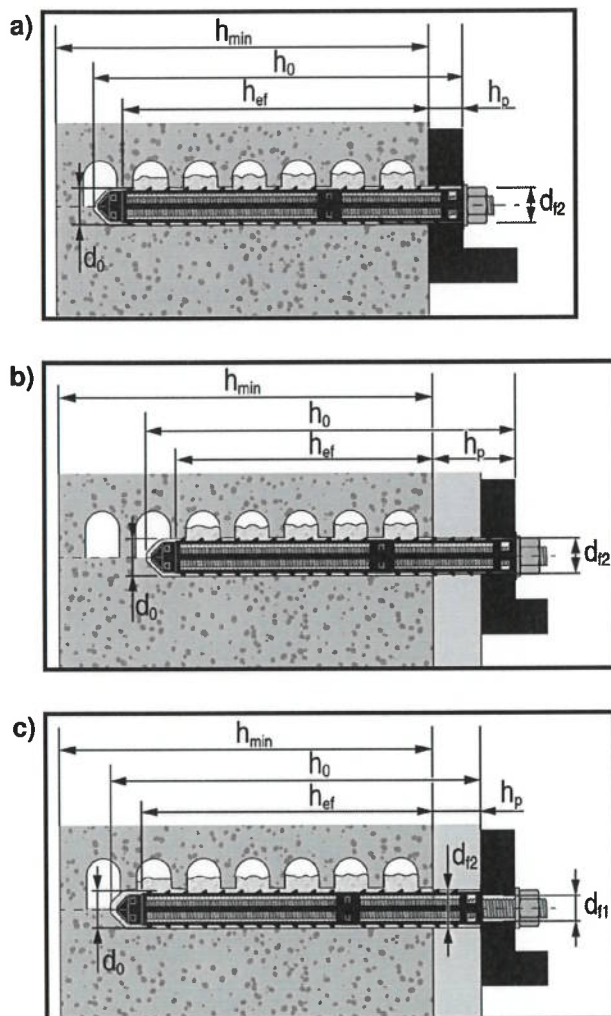 a)
h_min
h_0
h_ef h_p
d_f2
d_0
b)
h_min
h_0
h_ef h_p
d_f2
d_0
c)
h_min
h_0
h_ef h_p
d_f2
d_f1
d_0